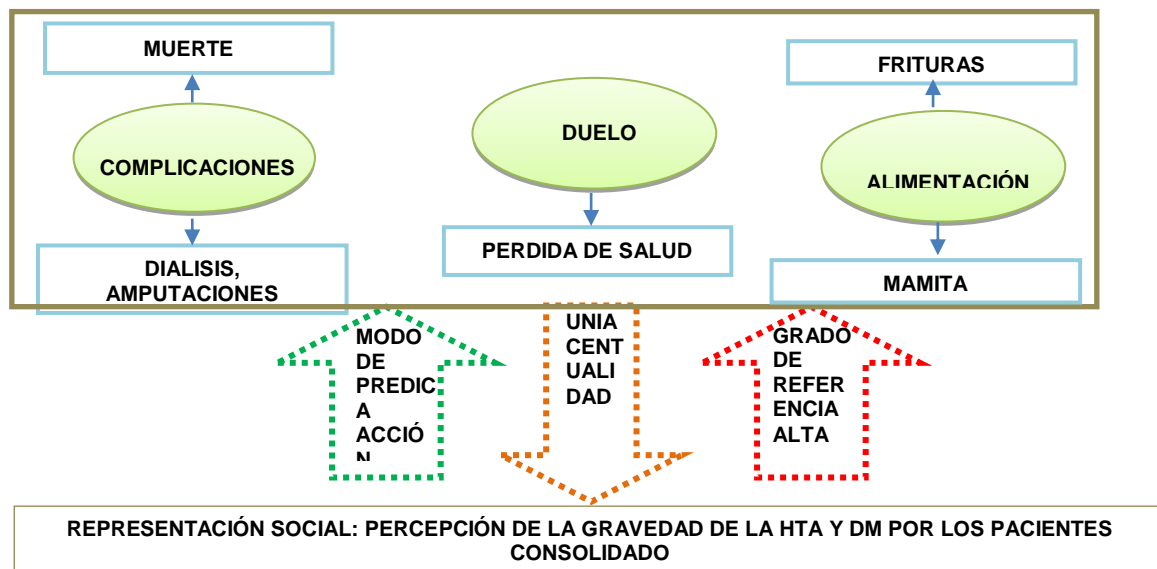 MUERTE
FRITURAS
DUELO
COMPLICACIONES
ALIMENTACIÓN
PERDIDA DE SALUD
DIALISIS,
AMPUTACIONES
MAMITA
MODO
DE
PREDIC
A
ACCIÓ
N
UNIA
CENT
UALI
DAD
GRADO
DE
REFER
ENCIA
ALTA
REPRESENTACIÓN SOCIAL: PERCEPCIÓN DE LA GRAVEDAD DE LA HTA Y DM POR LOS PACIENTES
CONSOLIDADO